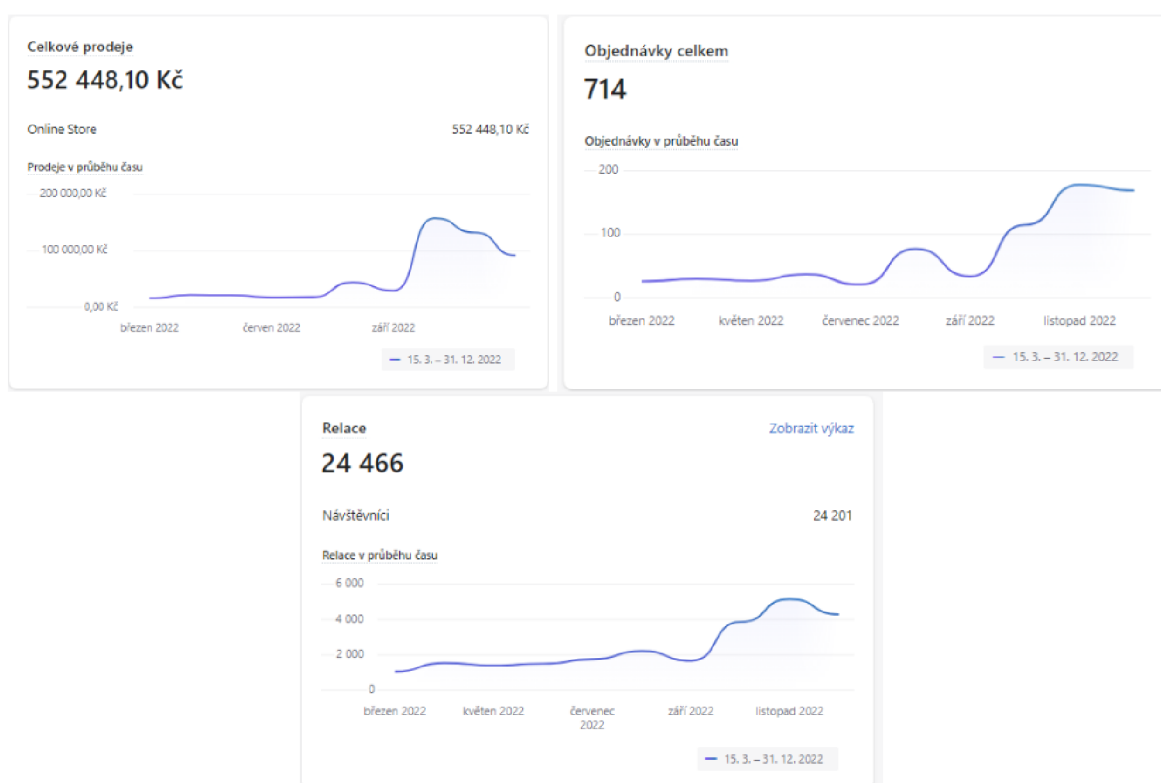 Celkové prodeje
552 448,10 Kč
Online Store 552 448,10 Kč
Prodeje v průběhu času
200 000,00 Kč
100 000,00 Kč
0,00 Kč
březen 2022 červen 2022 září 2022
15. 3. – 31. 12. 2022
Objednávky celkem
714
Objednávky v průběhu času
200
100
0
březen 2022 květen 2022 červenec 2022 září 2022 listopad 2022
15. 3. – 31. 12. 2022
Relace Zobrazit výkaz
24 466
Návštěvníci 24 201
Relace v průběhu času
6 000
4 000
2 000
0
březen 2022 květen 2022 červenec 2022 září 2022 listopad 2022
15. 3. – 31. 12. 2022